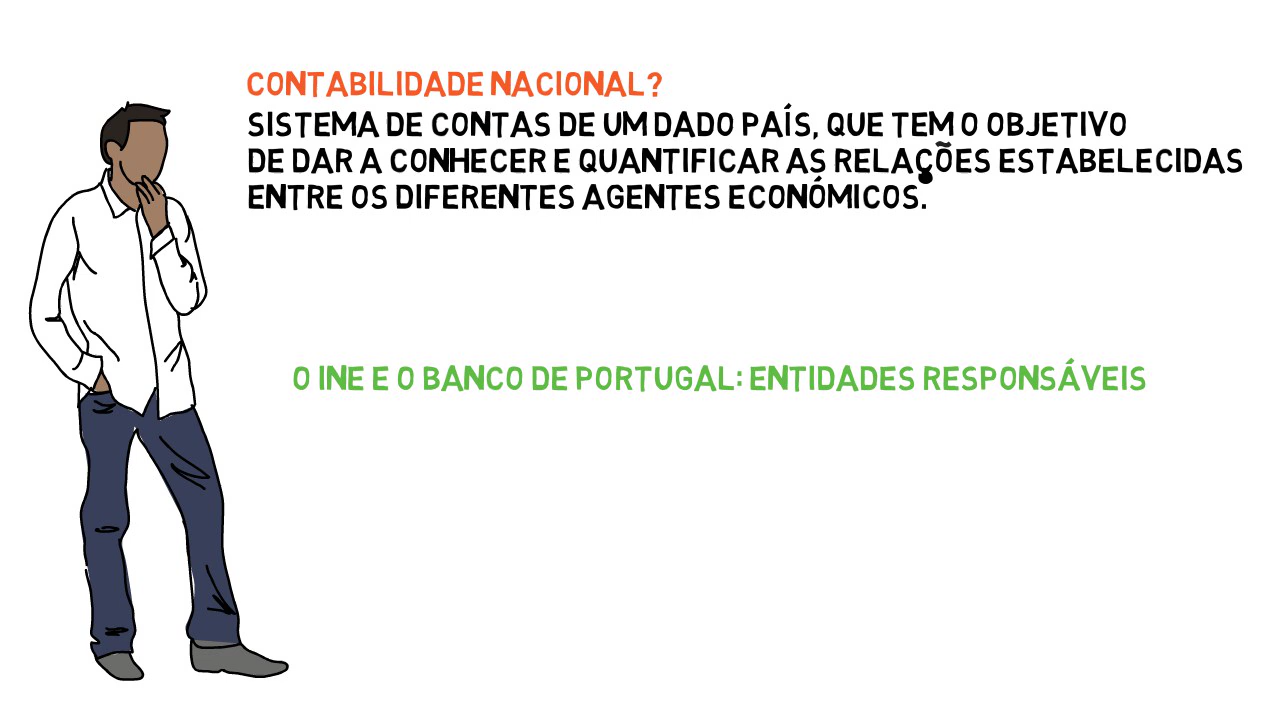 CONTABILIDADE NACIONAL?
SISTEMA DE CONTAS DE UM DADO PAÍS, QUE TEM O OBJETIVO
DE DAR A CONHECER E QUANTIFICAR AS RELAÇÕES ESTABELECIDAS
ENTRE OS DIFERENTES AGENTES ECONÓMICOS.
O INE E O BANCO DE PORTUGAL: ENTIDADES RESPONSÁVEIS